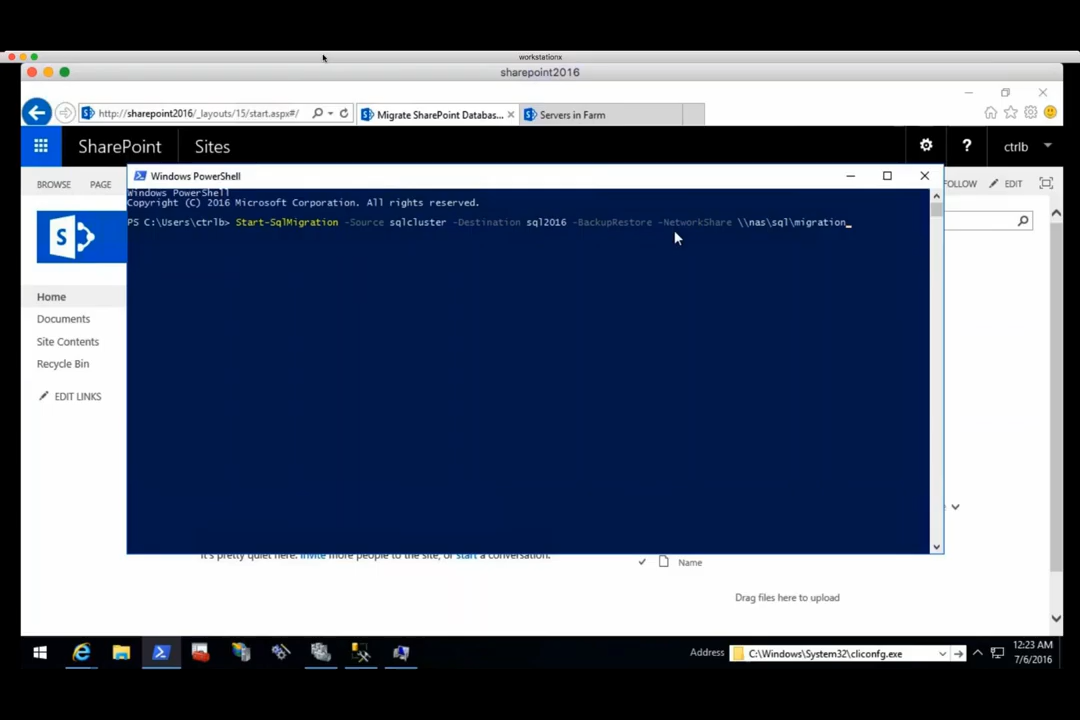 workstationx
sharepoint2016
http://sharepoint2016/_layouts/15/start.aspx#/
Migrate SharePoint Databas...
Servers in Farm
SharePoint
Sites
?
ctrlb
BROWSE
PAGE
FOLLOW
EDIT
Windows PowerShell
Windows PowerShell
Copyright (C) 2016 Microsoft Corporation. All rights reserved.
PS C:\Users\ctrlb> Start-SqlMigration -Source sqlcluster -Destination sql2016 -BackupRestore -NetworkShare \\nas\sql\migration_
S
Home
Documents
Site Contents
Recycle Bin
EDIT LINKS
It's pretty quiet here. Invite more people to the site, or start a conversation.
Name
Drag files here to upload
Address
C:\Windows\System32\cliconfg.exe
12:23 AM
7/6/2016